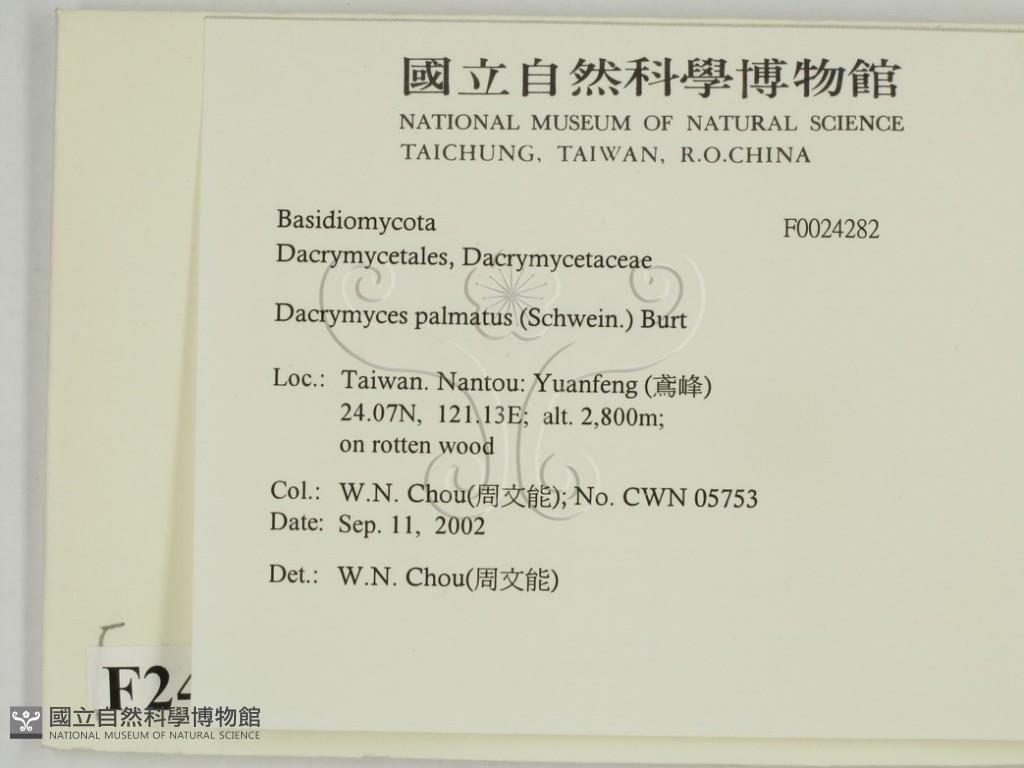 國立自然科學博物館
NATIONAL MUSEUM OF NATURAL SCIENCE
TAICHUNG, TAIWAN, R.O.CHINA
Basidiomycota F0024282
Dacrymycetales, Dacrymycetaceae
Dacrymyces palmatus (Schwein.) Burt
Loc.: Taiwan. Nantou: Yuanfeng (鳶峰)
24.07N, 121.13E; alt. 2,800m;
on rotten wood
Col.: W.N. Chou(周文能); No. CWN 05753
Date: Sep. 11, 2002
Det.: W.N. Chou(周文能)
F24
國立自然科學博物館
NATIONAL MUSEUM OF NATURAL SCIENCE